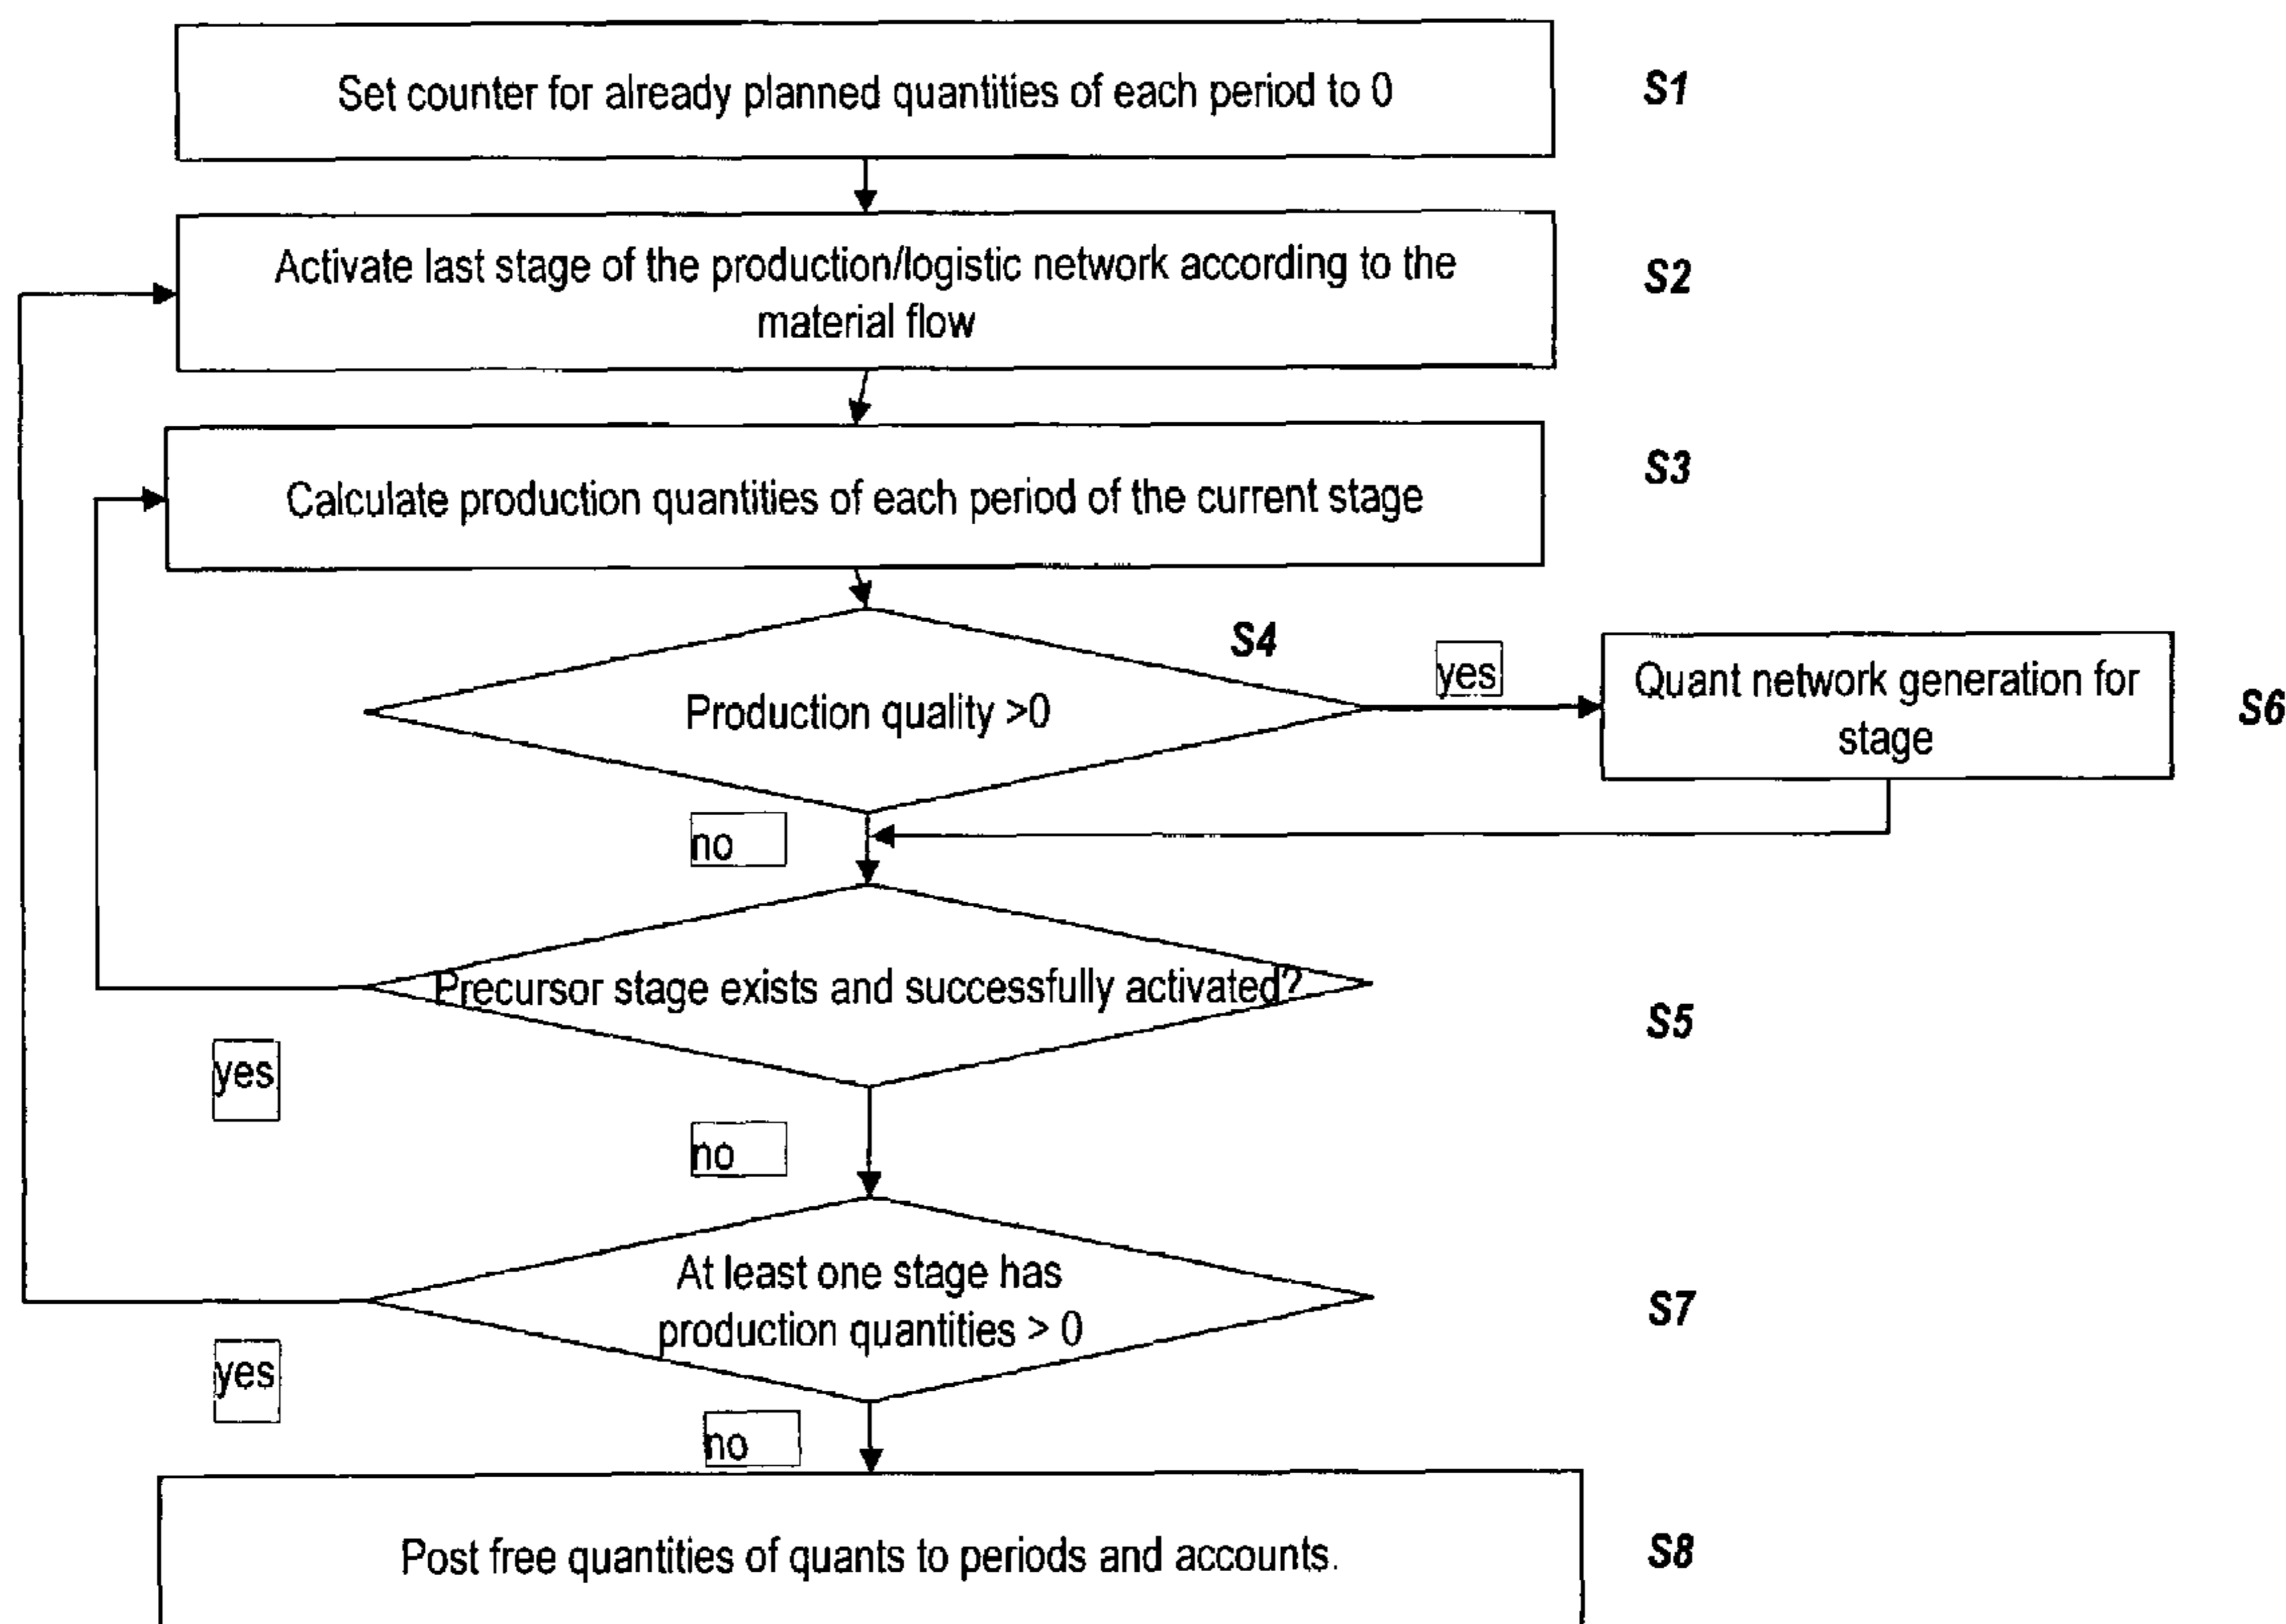 Set counter for already planned quantities of each period to 0
S1
Activate last stage of the production/logistic network according to the
material flow
S2
Calculate production quantities of each period of the current stage
S3
Production quality >0
S4
yes
Quant network generation for
stage
S6
no
Precursor stage exists and successfully activated?
S5
yes
no
At least one stage has
production quantities > 0
S7
yes
no
Post free quantities of quants to periods and accounts.
S8